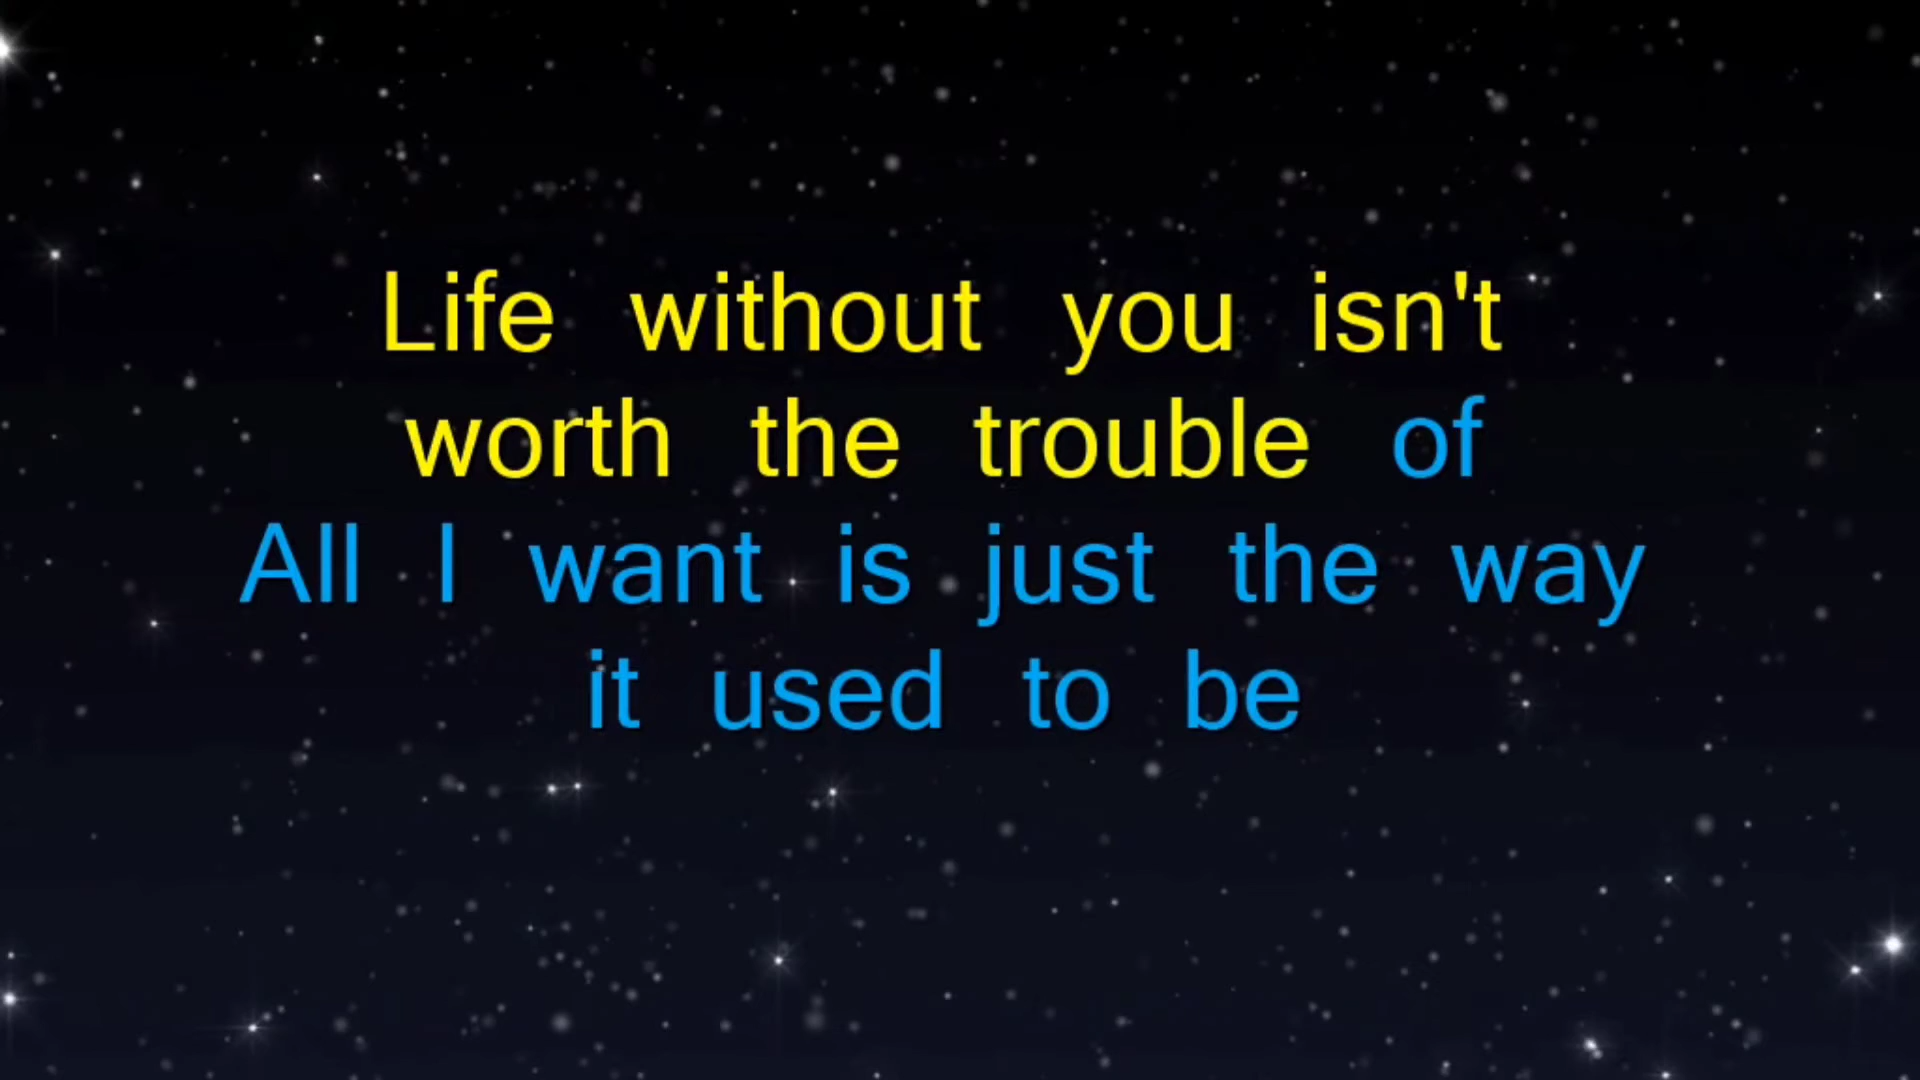 Life without you isn't
worth the trouble of
All I want is just the way
it used to be